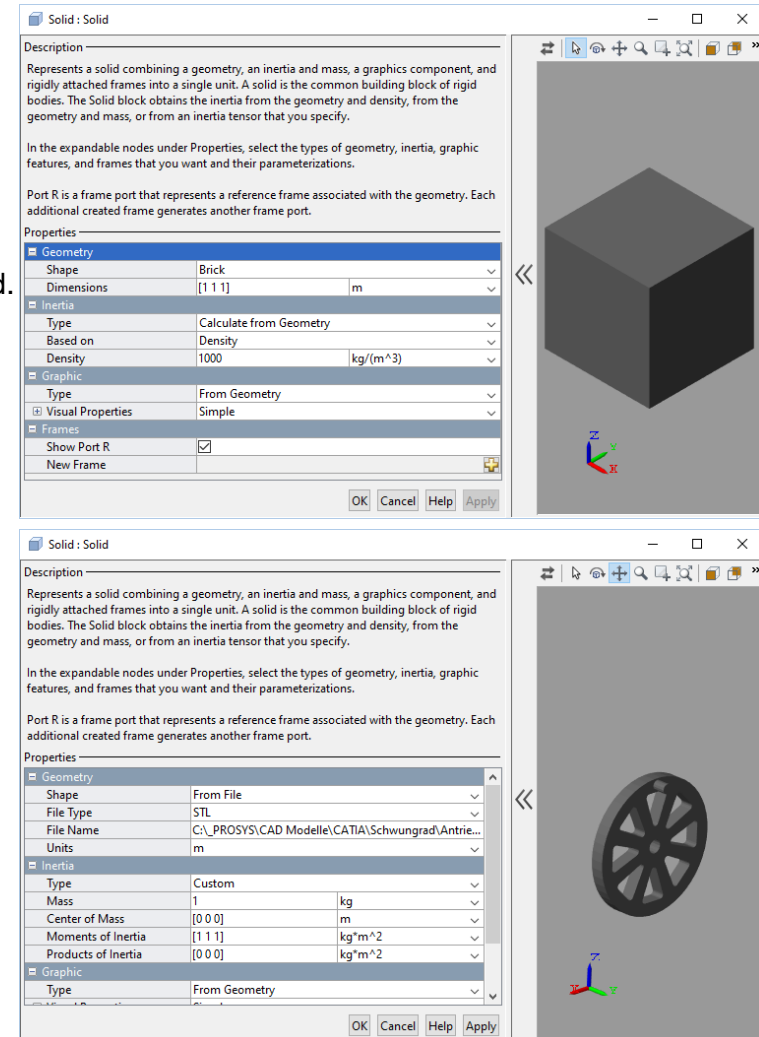 Solid : Solid
Description
Represents a solid combining a geometry, an inertia and mass, a graphics component, and
rigidly attached frames into a single unit. A solid is the common building block of rigid
bodies. The Solid block obtains the inertia from the geometry and density, from the
geometry and mass, or from an inertia tensor that you specify.
In the expandable nodes under Properties, select the types of geometry, inertia, graphic
features, and frames that you want and their parameterizations.
Port R is a frame port that represents a reference frame associated with the geometry. Each
additional created frame generates another frame port.
Properties
Geometry
Shape Brick
d. Dimensions [1 1 1] m
Inertia
Type Calculate from Geometry
Based on Density
Density 1000 kg/(m^3)
Graphic
Type From Geometry
Visual Properties Simple
Frames
Show Port R
New Frame
OK Cancel Help Apply
Z
Y
X
Solid : Solid
Description
Represents a solid combining a geometry, an inertia and mass, a graphics component, and
rigidly attached frames into a single unit. A solid is the common building block of rigid
bodies. The Solid block obtains the inertia from the geometry and density, from the
geometry and mass, or from an inertia tensor that you specify.
In the expandable nodes under Properties, select the types of geometry, inertia, graphic
features, and frames that you want and their parameterizations.
Port R is a frame port that represents a reference frame associated with the geometry. Each
additional created frame generates another frame port.
Properties
Geometry
Shape From File
File Type STL
File Name C:\_PROSYS\CAD Modelle\CATIA\Schwungrad\Antrie...
Units m
Inertia
Type Custom
Mass 1 kg
Center of Mass [0 0 0] m
Moments of Inertia [1 1 1] kg*m^2
Products of Inertia [0 0 0] kg*m^2
Graphic
Type From Geometry
OK Cancel Help Apply
Z
X Y